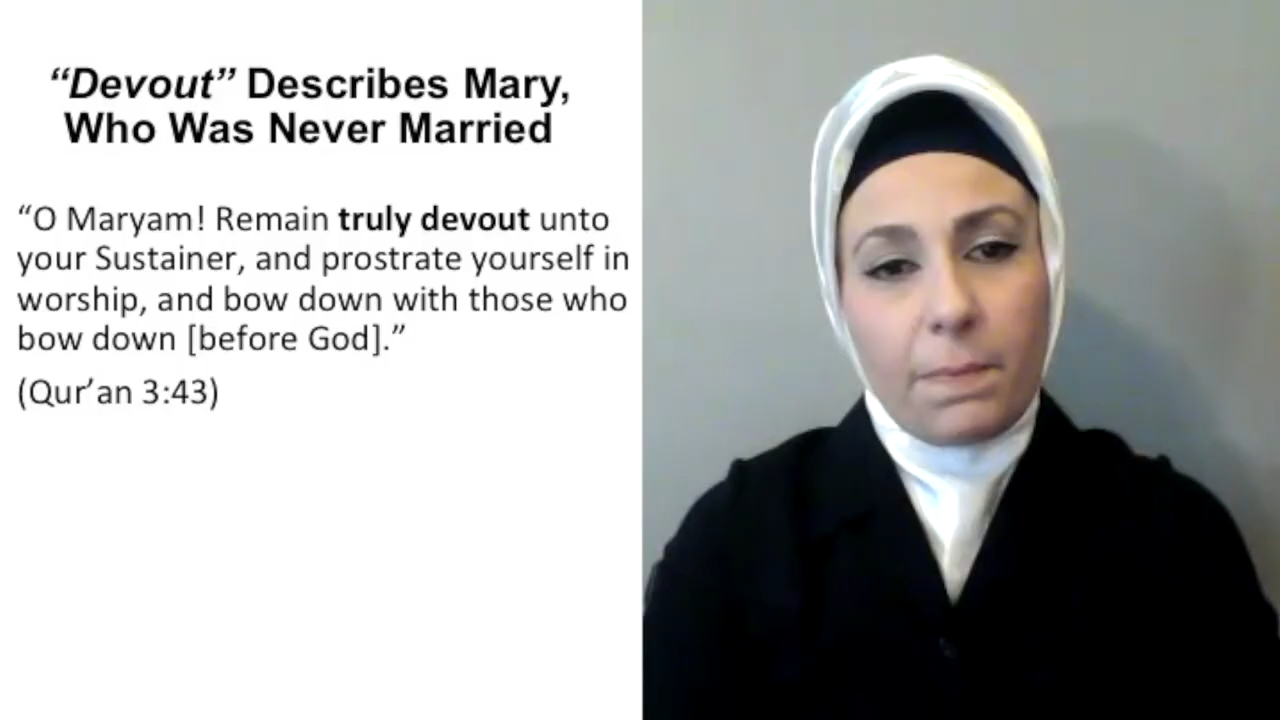 “Devout” Describes Mary,
Who Was Never Married
“O Maryam! Remain truly devout unto
your Sustainer, and prostrate yourself in
worship, and bow down with those who
bow down [before God].”
(Qur’an 3:43)